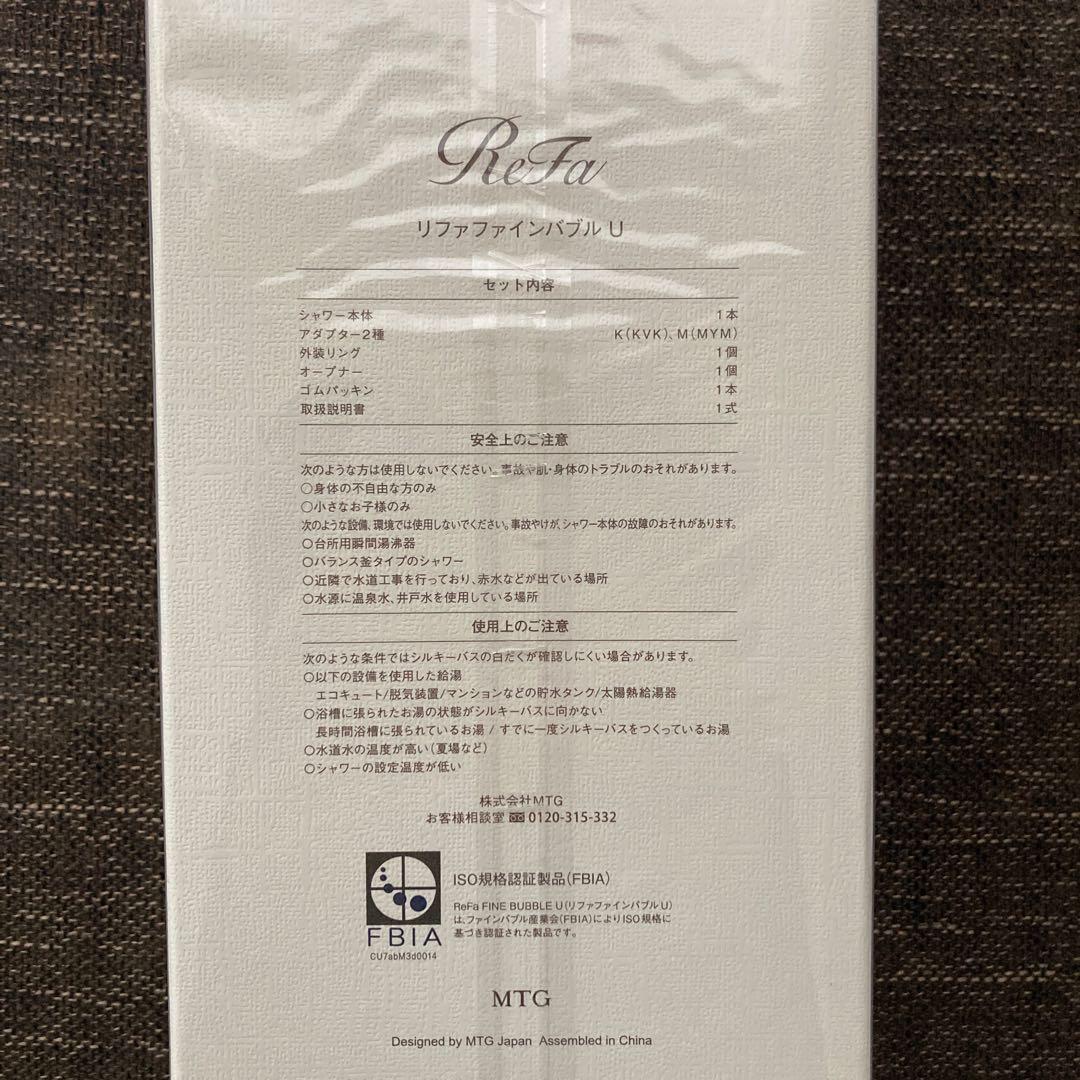 ReFa
リファファインバブル U
セット内容
シャワー本体 1本
アダプター2種 K(KVK)、M(MYM)
外装リング 1個
オープナー 1個
ゴムパッキン 1本
取扱説明書 1式
安全上のご注意
次のような方は使用しないでください。事故や肌・身体のトラブルのおそれがあります。
○身体の不自由な方のみ
○小さなお子様のみ
次のような設備、環境では使用しないでください。事故やけが、シャワー本体の故障のおそれがあります。
○台所用瞬間湯沸器
○バランス釜タイプのシャワー
○近隣で水道工事を行っており、赤水などが出ている場所
○水源に温泉水、井戸水を使用している場所
使用上のご注意
次のような条件ではシルキーバスの白だくが確認しにくい場合があります。
○以下の設備を使用した給湯
エコキュート/脱気装置/マンションなどの貯水タンク/太陽熱給湯器
○浴槽に張られたお湯の状態がシルキーバスに向かない
長時間浴槽に張られているお湯 / すでに一度シルキーバスをつくっているお湯
○水道水の温度が高い(夏場など)
○シャワーの設定温度が低い
株式会社MTG
お客様相談室 0120-315-332
ISO規格認証製品(FBIA)
ReFa FINE BUBBLE U(リファファインバブル U)
は、ファインバブル産業会(FBIA)によりISO規格に
基づき認証された製品です。
FBIA
CU7abM3d0014
MTG
Designed by MTG Japan Assembled in China